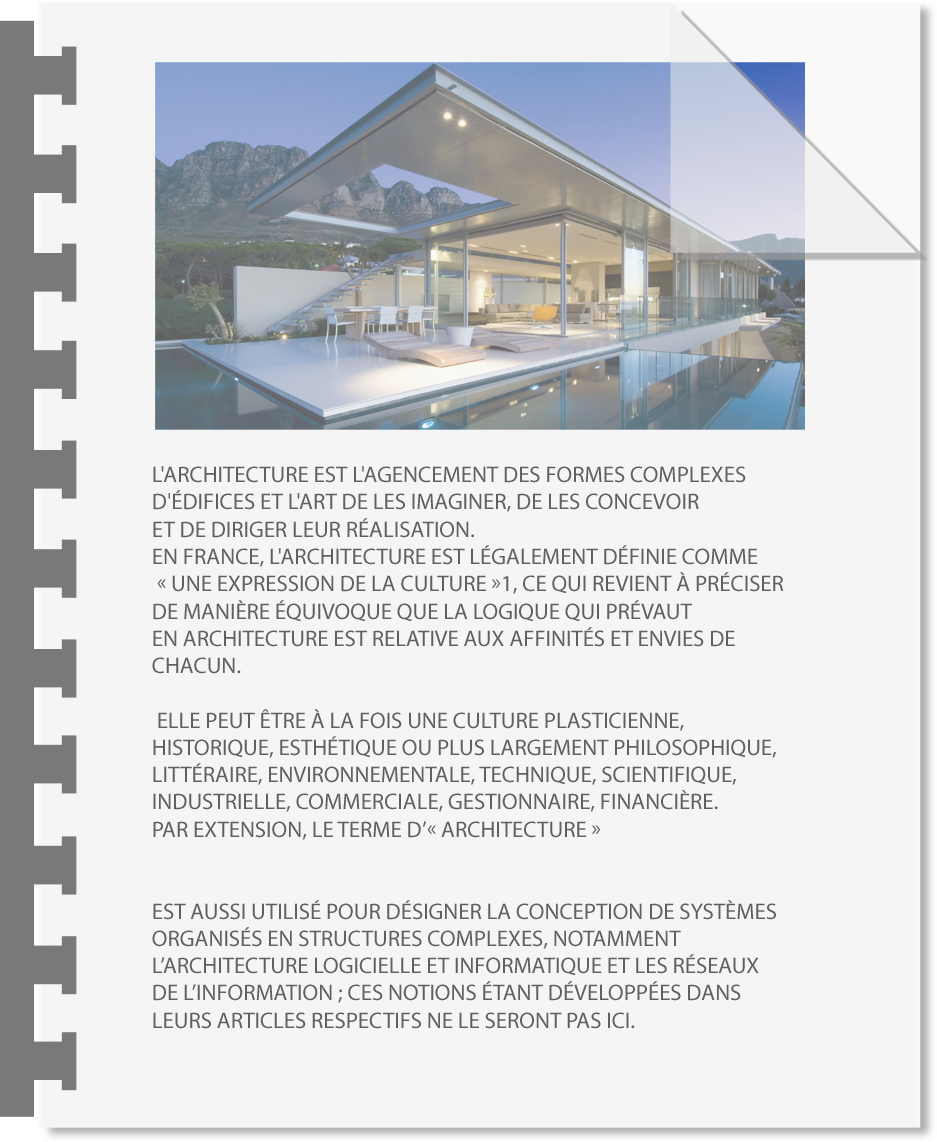 L'ARCHITECTURE EST L'AGENCEMENT DES FORMES COMPLEXES
D'ÉDIFICES ET L'ART DE LES IMAGINER, DE LES CONCEVOIR
ET DE DIRIGER LEUR RÉALISATION.
EN FRANCE, L'ARCHITECTURE EST LÉGALEMENT DÉFINIE COMME
« UNE EXPRESSION DE LA CULTURE »1, CE QUI REVIENT À PRÉCISER
DE MANIÈRE ÉQUIVOQUE QUE LA LOGIQUE QUI PRÉVAUT
EN ARCHITECTURE EST RELATIVE AUX AFFINITÉS ET ENVIES DE
CHACUN.
ELLE PEUT ÊTRE À LA FOIS UNE CULTURE PLASTICIENNE,
HISTORIQUE, ESTHÉTIQUE OU PLUS LARGEMENT PHILOSOPHIQUE,
LITTÉRAIRE, ENVIRONNEMENTALE, TECHNIQUE, SCIENTIFIQUE,
INDUSTRIELLE, COMMERCIALE, GESTIONNAIRE, FINANCIÈRE.
PAR EXTENSION, LE TERME D’« ARCHITECTURE »
EST AUSSI UTILISÉ POUR DÉSIGNER LA CONCEPTION DE SYSTÈMES
ORGANISÉS EN STRUCTURES COMPLEXES, NOTAMMENT
L’ARCHITECTURE LOGICIELLE ET INFORMATIQUE ET LES RÉSEAUX
DE L’INFORMATION ; CES NOTIONS ÉTANT DÉVELOPPÉES DANS
LEURS ARTICLES RESPECTIFS NE LE SERONT PAS ICI.